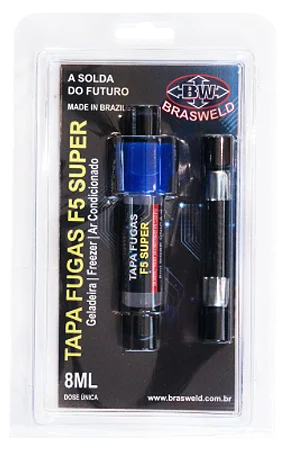 A SOLDA
DO FUTURO
MADE IN BRAZIL
BW
BRASWELD
TAPA FUGAS F5 SUPER
Geladeira | Freezer | Ar Condicionado
TAPA FUGAS
F5 SUPER
8ML
DOSE ÚNICA
www.brasweld.com.br